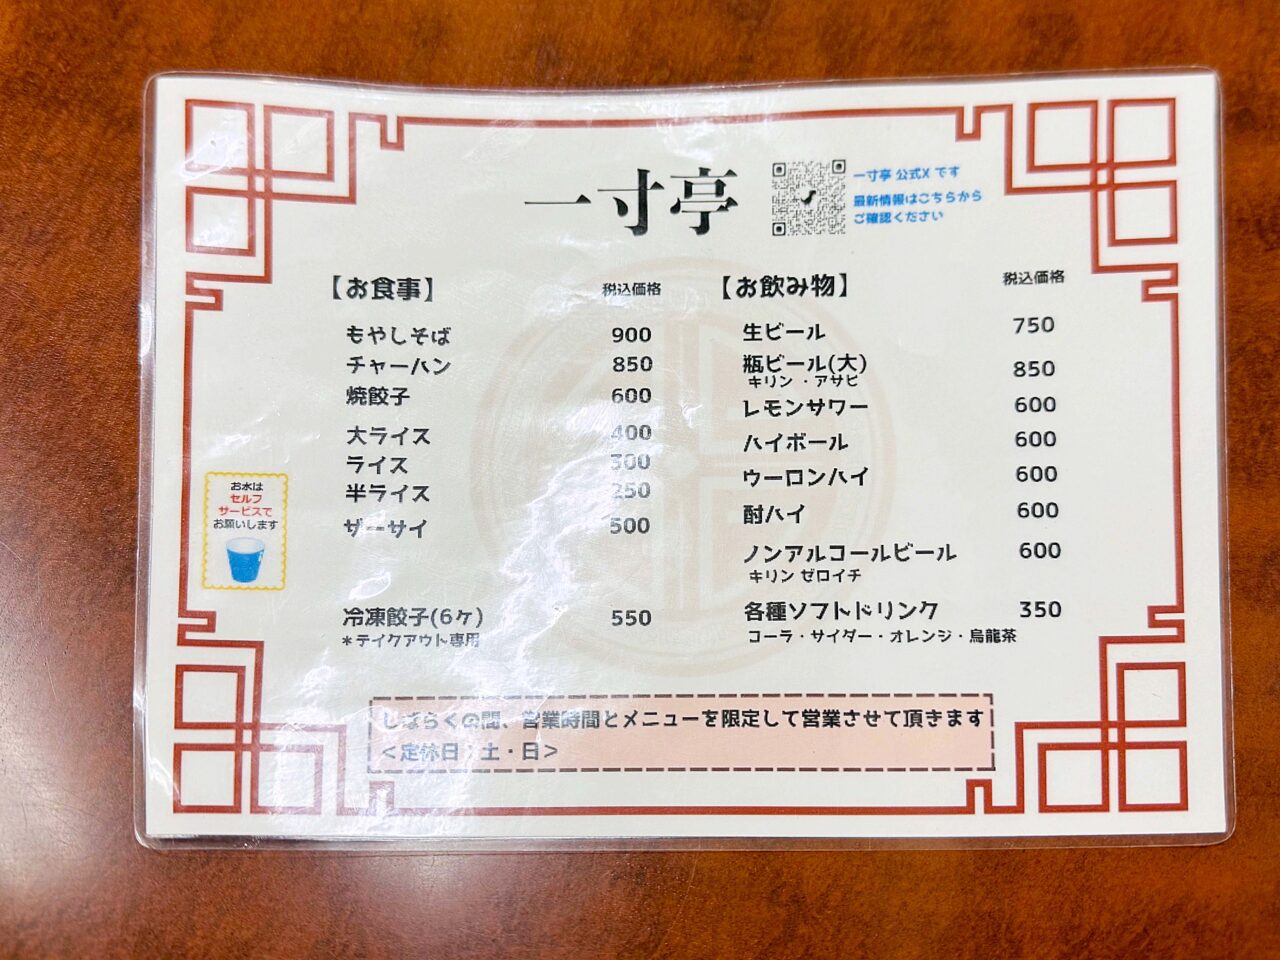 一寸亭
一寸亭 公式X です
最新情報はこちらから
ご確認ください
【お食事】 税込価格
もやしそば 900
チャーハン 850
焼餃子 600
大ライス 400
ライス 300
半ライス 250
ザーサイ 500
冷凍餃子(6ヶ) 550
*テイクアウト専用
【お飲み物】 税込価格
生ビール 750
瓶ビール(大) 850
キリン ・アサヒ
レモンサワー 600
ハイボール 600
ウーロンハイ 600
酎ハイ 600
ノンアルコールビール 600
キリン ゼロイチ
各種ソフトドリンク 350
コーラ・サイダー・オレンジ・烏龍茶
お水は
セルフ
サービスで
お願いします
しばらくの間、営業時間とメニューを限定して営業させて頂きます
<定休日：土・日>